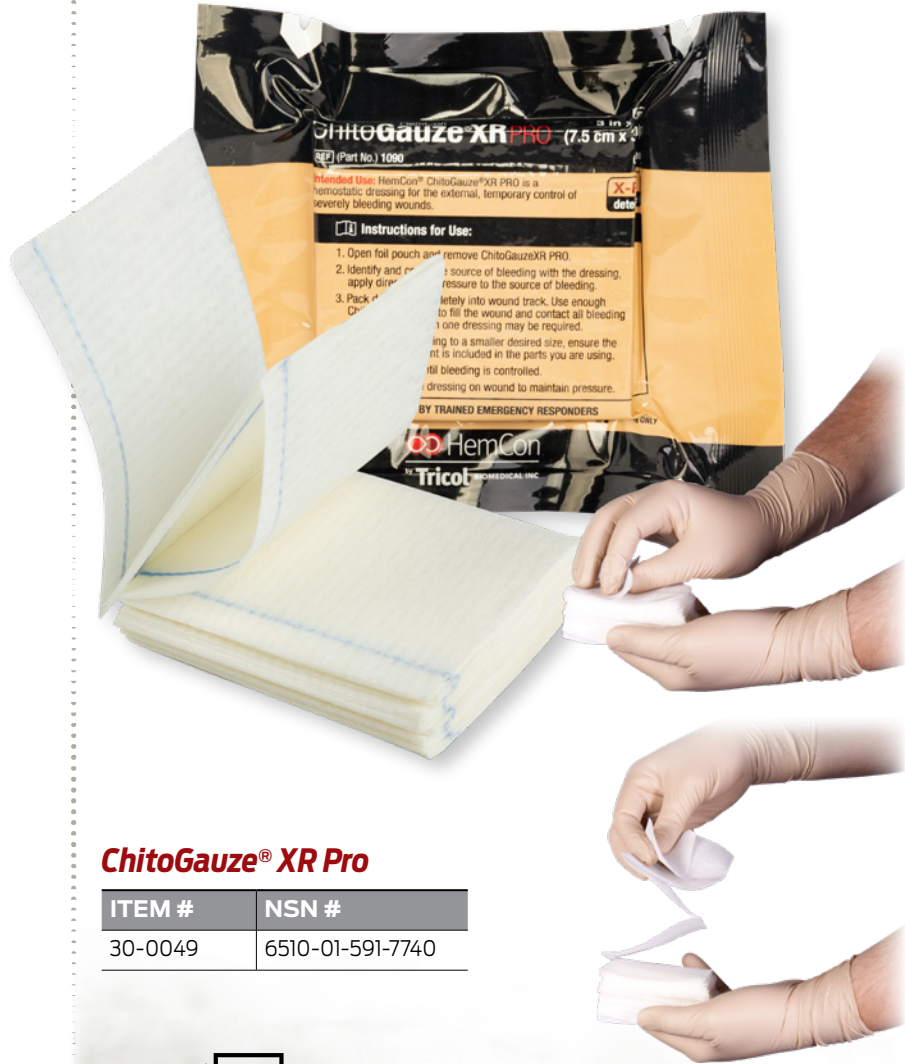 3 in x
ChitoGauze®XR PRO (7.5 cm x
REF (Part No.) 1090
Intended Use: HemCon® ChitoGauze®XR PRO is a
hemostatic dressing for the external, temporary control of
severely bleeding wounds.
X-
dete
Instructions for Use:
1. Open foil pouch and remove ChitoGauzeXR PRO.
2. Identify and source of bleeding with the dressing,
apply pressure to the source of bleeding.
3. Pack into wound track. Use enough
to fill the wound and contact all bleeding
one dressing may be required.
to a smaller desired size, ensure the
is included in the parts you are using.
bleeding is controlled.
dressing on wound to maintain pressure.
BY TRAINED EMERGENCY RESPONDERS
ONLY
HemCon
by Tricol BIOMEDICAL INC
ChitoGauze® XR Pro
ITEM # NSN #
30-0049 6510-01-591-7740